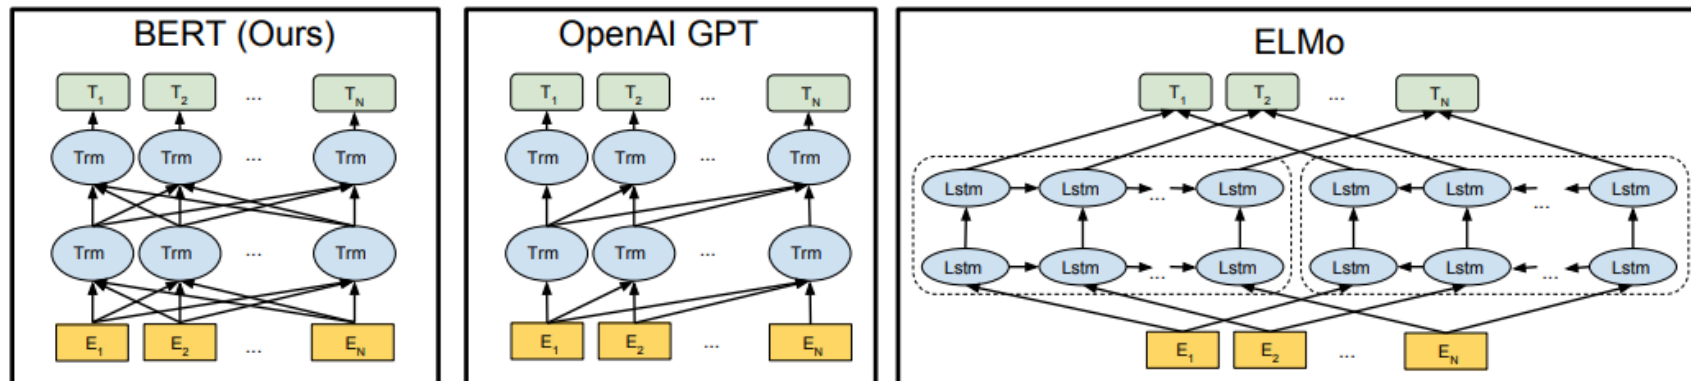 BERT (Ours)
T1 T2 ... TN
Trm Trm ... Trm
Trm Trm ... Trm
E1 E2 ... EN
OpenAI GPT
T1 T2 ... TN
Trm Trm ... Trm
Trm Trm ... Trm
E1 E2 ... EN
ELMo
T1 T2 ... TN
Lstm Lstm ... Lstm Lstm Lstm ... Lstm
Lstm Lstm ... Lstm Lstm Lstm ... Lstm
E1 E2 ... EN